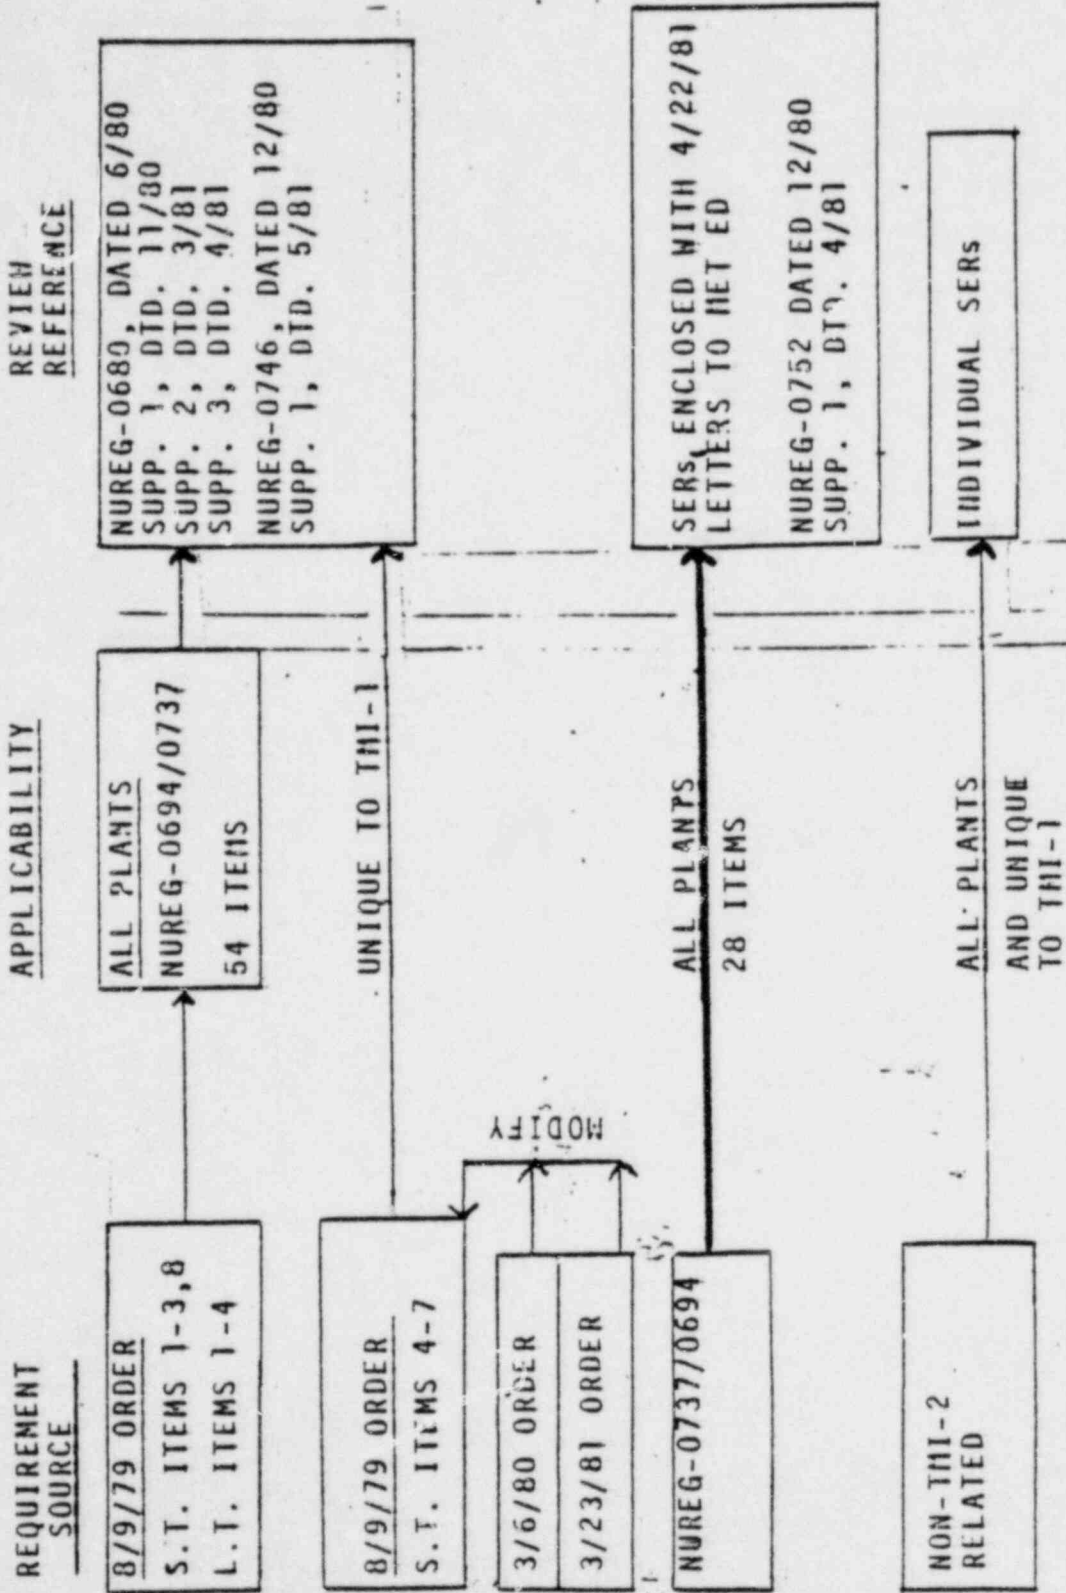 REQUIREMENT
SOURCE
APPLICABILITY
REVIEW
REFERENCE
8/9/79 ORDER
S.T. ITEMS 1-3,8
L.T. ITEMS 1-4
ALL PLANTS
NUREG-0694/0737
54 ITEMS
NUREG-0680, DATED 6/80
SUPP. 1, DTD. 11/80
SUPP. 2, DTD. 3/81
SUPP. 3, DTD. 4/81
NUREG-0746, DATED 12/80
SUPP. 1, DTD. 5/81
8/9/79 ORDER
S.T. ITEMS 4-7
UNIQUE TO TMI-1
3/6/80 ORDER
3/23/81 ORDER
MODIFY
NUREG-0737/0694
ALL PLANTS
28 ITEMS
SERs ENCLOSED WITH 4/22/81
LETTERS TO MET ED
NUREG-0752 DATED 12/80
SUPP. 1, DTD. 4/81
NON-TMI-2
RELATED
ALL PLANTS
AND UNIQUE
TO TMI-1
INDIVIDUAL SERs